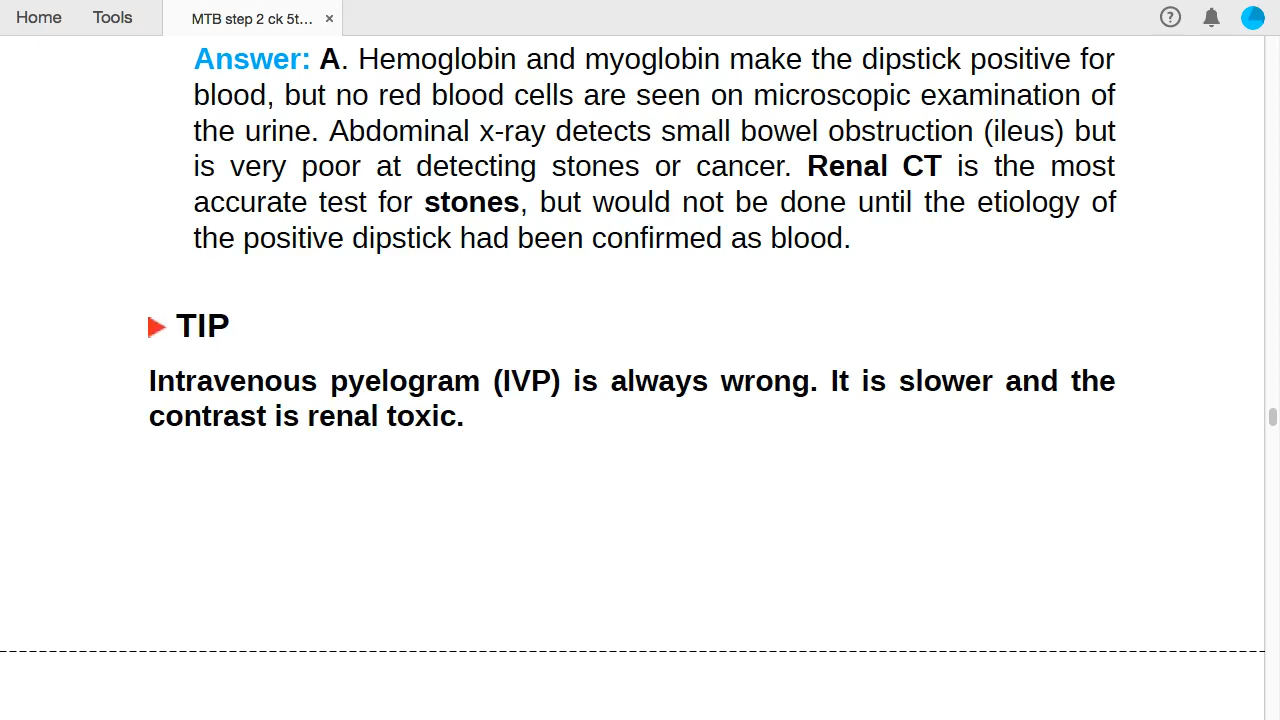 Home Tools MTB step 2 ck 5t... ×
Answer: A. Hemoglobin and myoglobin make the dipstick positive for
blood, but no red blood cells are seen on microscopic examination of
the urine. Abdominal x-ray detects small bowel obstruction (ileus) but
is very poor at detecting stones or cancer. Renal CT is the most
accurate test for stones, but would not be done until the etiology of
the positive dipstick had been confirmed as blood.
TIP
Intravenous pyelogram (IVP) is always wrong. It is slower and the
contrast is renal toxic.